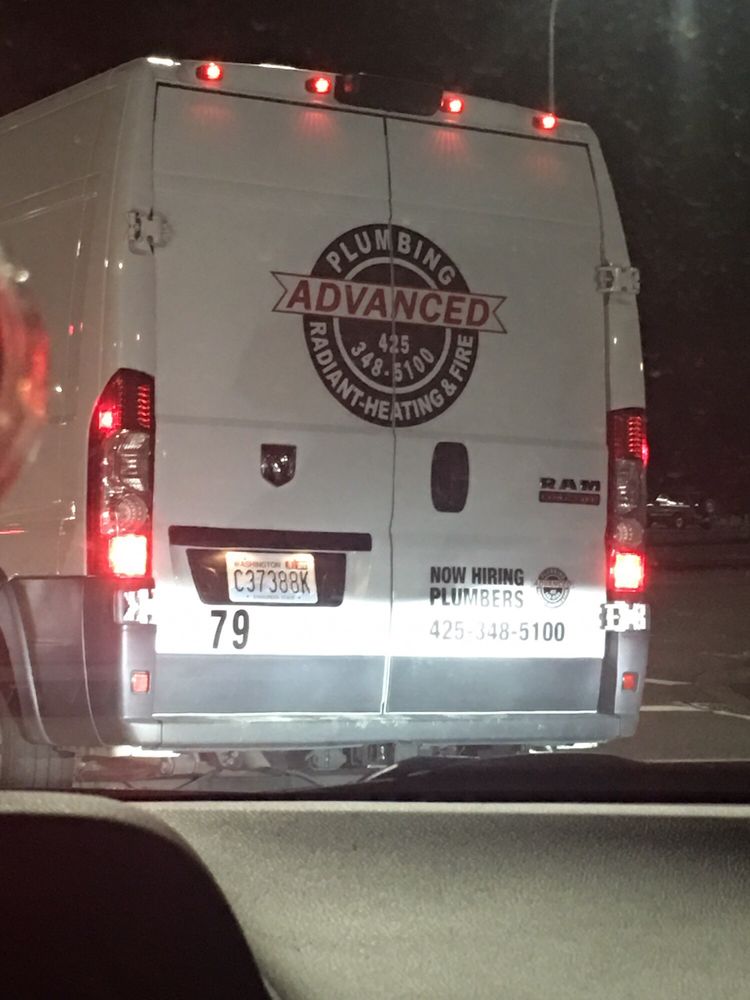 PLUMBING
ADVANCED
425
348-5100
RADIANT-HEATING & FIRE
RAM
WASHINGTON
C37388K
NOW HIRING
PLUMBERS
79
425-348-5100